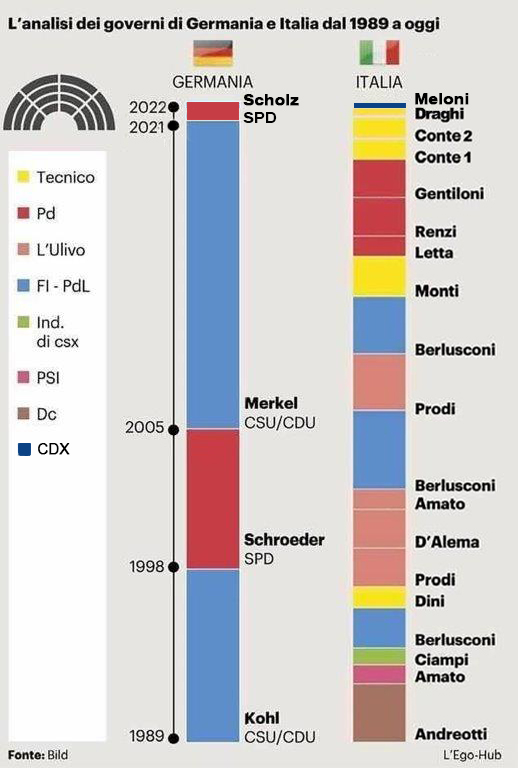 L'analisi dei governi di Germania e Italia dal 1989 a oggi
GERMANIA
ITALIA
2022
2021
2005
1998
1989
Tecnico
Pd
L'Ulivo
FI - PdL
Ind.
di csx
PSI
Dc
CDX
Scholz
SPD
Merkel
CSU/CDU
Schroeder
SPD
Kohl
CSU/CDU
Meloni
Draghi
Conte 2
Conte 1
Gentiloni
Renzi
Letta
Monti
Berlusconi
Prodi
Berlusconi
Amato
D'Alema
Prodi
Dini
Berlusconi
Ciampi
Amato
Andreotti
Fonte: Bild
L'Ego-Hub